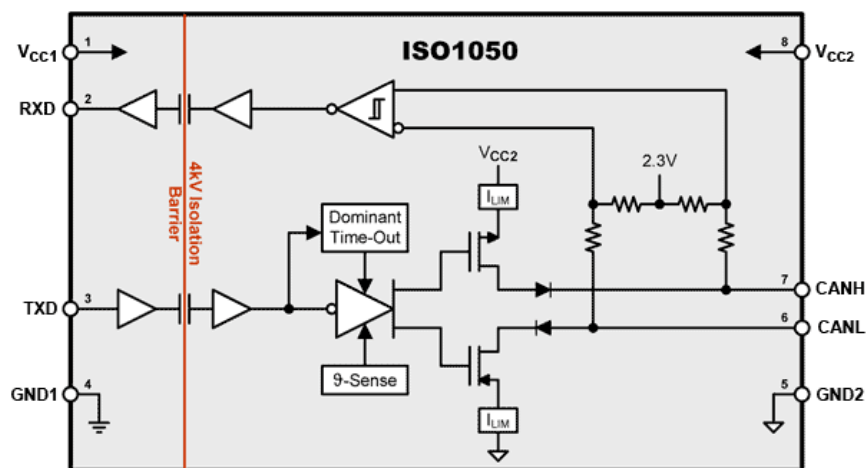 ISO1050
VCC1
1
8
VCC2
RXD
2
4kV Isolation
Barrier
VCC2
ILIM
2.3V
Dominant
Time-Out
TXD
3
7
CANH
6
CANL
ϑ-Sense
GND1
4
ILIM
5
GND2